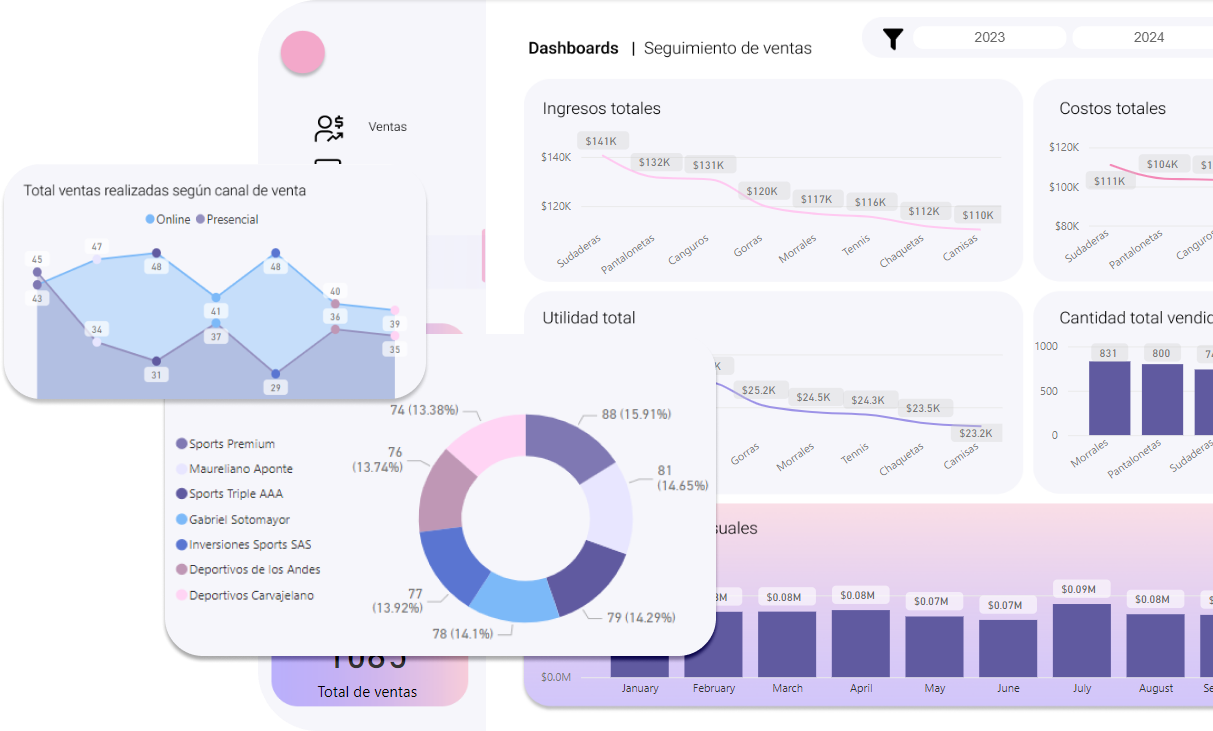 Dashboards | Seguimiento de ventas
2023
2024
Ventas
Ingresos totales
$140K
$120K
$141K
$132K
$131K
$120K
$117K
$116K
$112K
$110K
Sudaderas
Pantalonetas
Canguros
Gorras
Morrales
Tennis
Chaquetas
Camisas
Costos totales
$120K
$100K
$80K
$111K
$104K
Sudaderas
Pantalonetas
Total ventas realizadas según canal de venta
Online
Presencial
45
43
47
34
48
31
41
37
48
29
40
36
39
35
Utilidad total
$25.2K
$24.5K
$24.3K
$23.5K
$23.2K
Gorras
Morrales
Tennis
Chaquetas
Camisas
1000
500
0
Cantidad total
831
800
Morrales
Pantalonetas
Sudaderas
Sports Premium
Maureliano Aponte
Sports Triple AAA
Gabriel Sotomayor
Inversiones Sports SAS
Deportivos de los Andes
Deportivos Carvajelano
88 (15.91%)
81
(14.65%)
79 (14.29%)
78 (14.1%)
77
(13.92%)
76
(13.74%)
74 (13.38%)
1085
Total de ventas
$0.0M
$0.08M
$0.08M
$0.07M
$0.07M
$0.09M
$0.08M
January
February
March
April
May
June
July
August